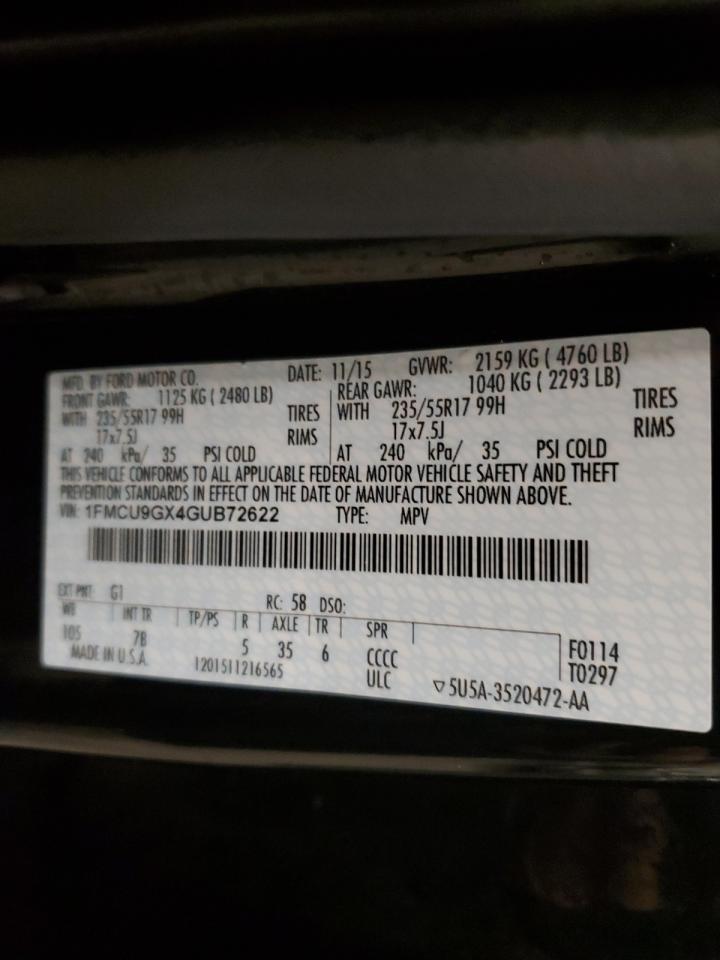 MFD. BY FORD MOTOR CO. DATE: 11/15 GVWR: 2159 KG ( 4760 LB)
FRONT GAWR: 1125 KG ( 2480 LB) REAR GAWR: 1040 KG ( 2293 LB)
WITH 235/55R17 99H TIRES WITH 235/55R17 99H TIRES
17x7.5J RIMS 17x7.5J RIMS
AT 240 kPa/ 35 PSI COLD AT 240 kPa/ 35 PSI COLD
THIS VEHICLE CONFORMS TO ALL APPLICABLE FEDERAL MOTOR VEHICLE SAFETY AND THEFT
PREVENTION STANDARDS IN EFFECT ON THE DATE OF MANUFACTURE SHOWN ABOVE.
VIN: 1FMCU9GX4GUB72622 TYPE: MPV
EXT PNT: G1 RC: 58 DSO:
WB INT TR TP/PS R AXLE TR SPR
105 7B 5 35 6 CCCC F0114
MADE IN U.S.A. 1201511216565 ULC T0297
▽5U5A-3520472-AA